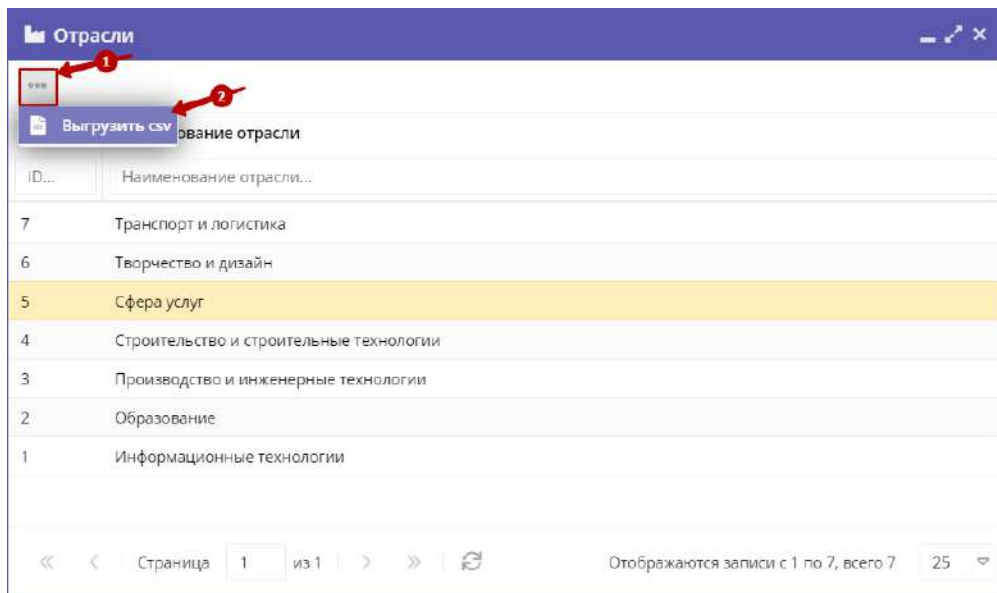 Отрасли
1
2
Выгрузить csv
ование отрасли
ID...
Наименование отрасли...
7 Транспорт и логистика
6 Творчество и дизайн
5 Сфера услуг
4 Строительство и строительные технологии
3 Производство и инженерные технологии
2 Образование
1 Информационные технологии
Страница 1 из 1 Отображаются записи с 1 по 7, всего 7 25